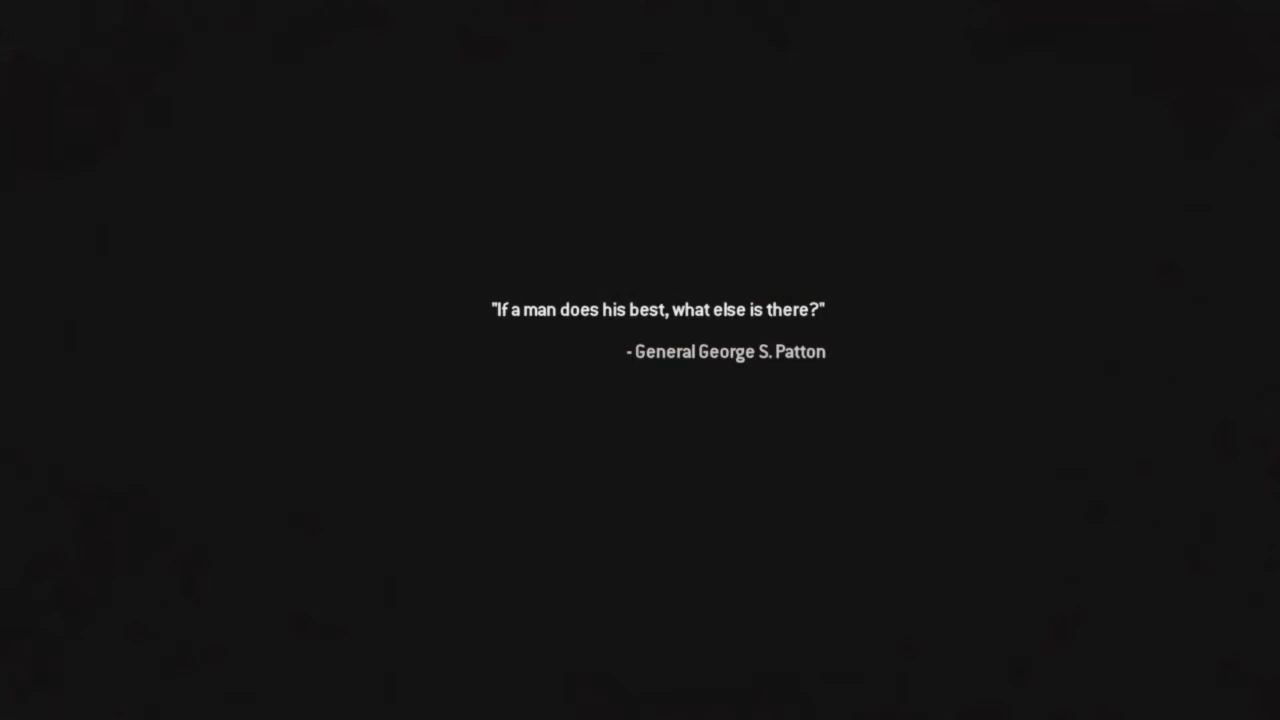 "If a man does his best, what else is there?"
- General George S. Patton